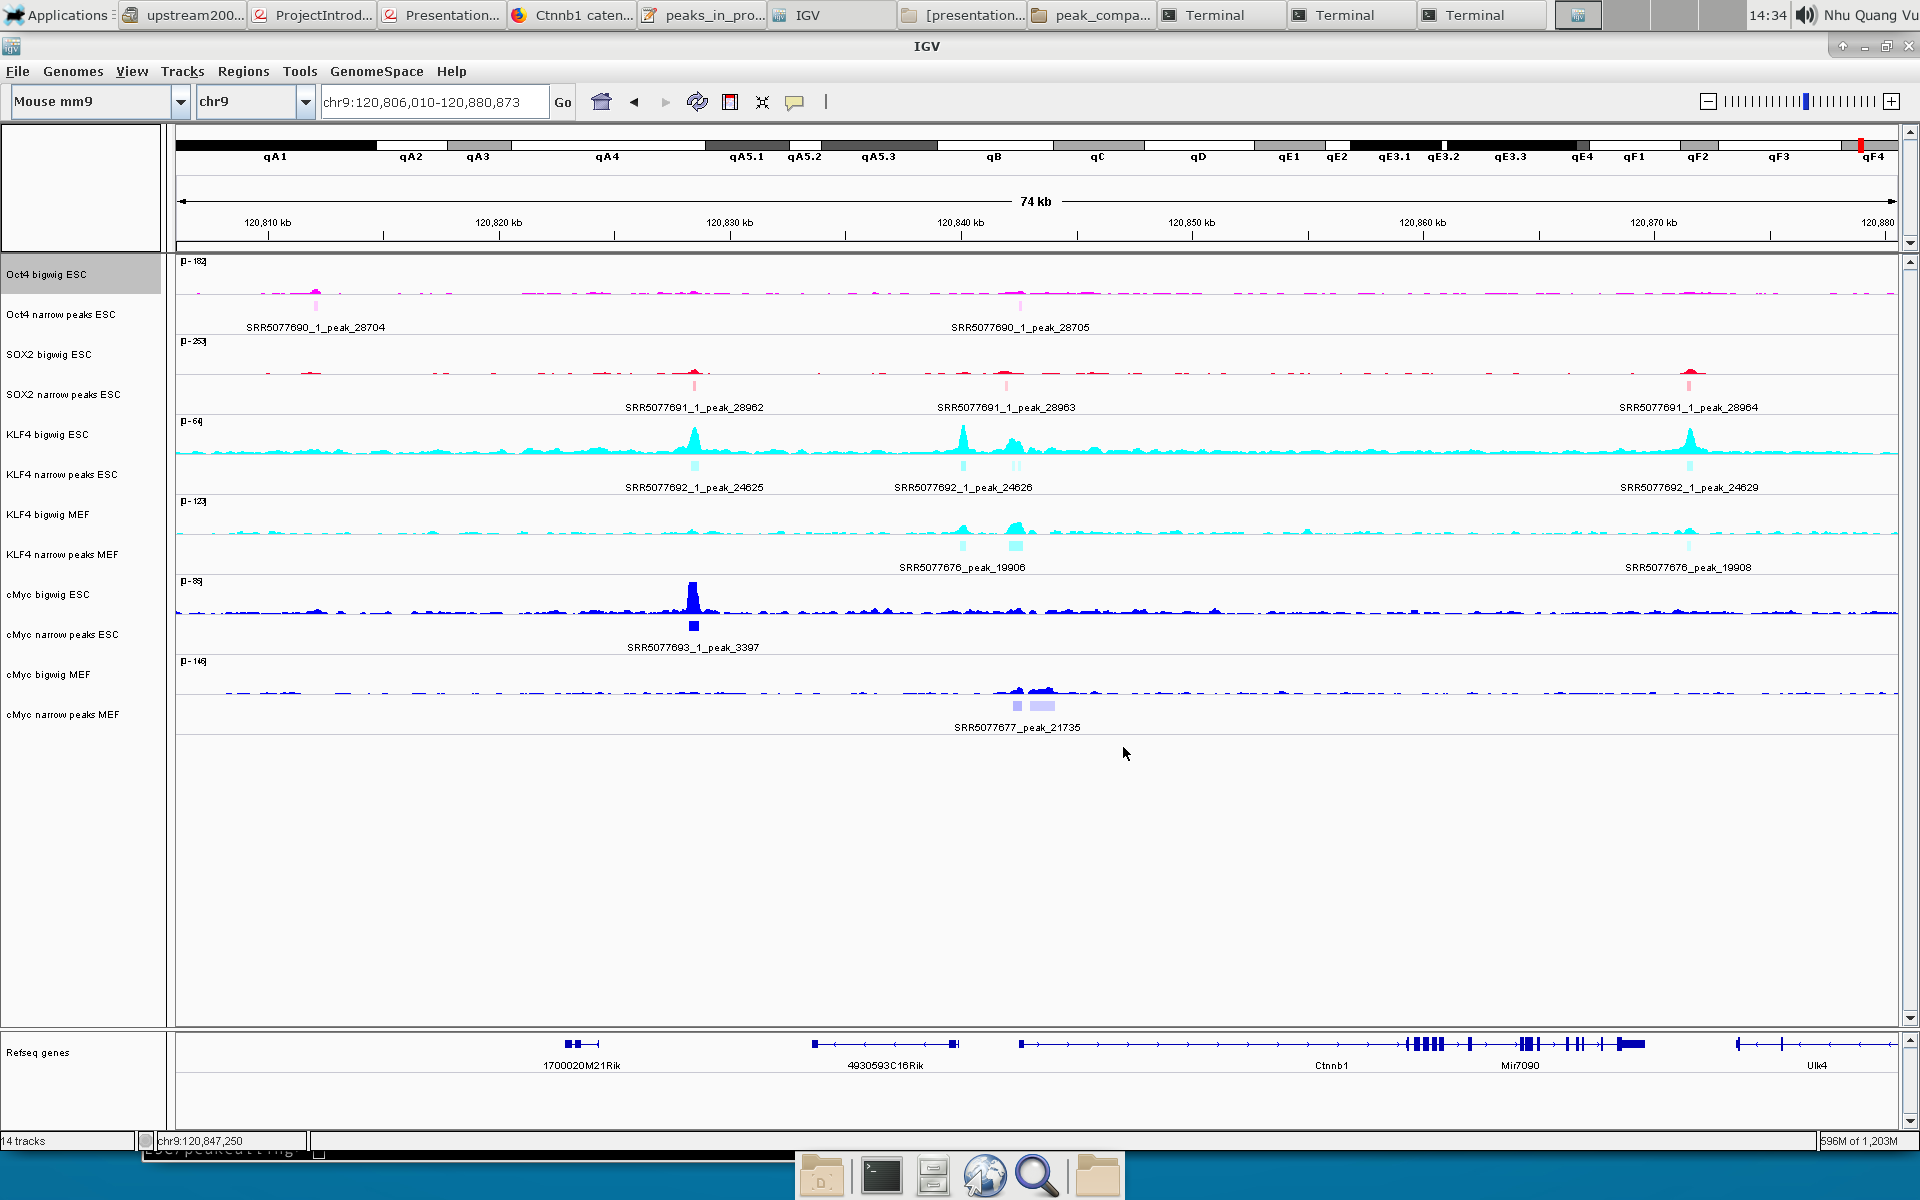 Applications upstream200... ProjectIntrod... Presentation... Ctnnb1 caten... peaks_in_pro... IGV [presentation... peak_compa... Terminal Terminal Terminal 14:34 Nhu Quang Vu
IGV
File Genomes View Tracks Regions Tools GenomeSpace Help
Mouse mm9 chr9 chr9:120,806,010-120,880,873 Go
qA1 qA2 qA3 qA4 qA5.1 qA5.2 qA5.3 qB qC qD qE1 qE2 qE3.1 qE3.2 qE3.3 qE4 qF1 qF2 qF3 qF4
74 kb
120,810 kb 120,820 kb 120,830 kb 120,840 kb 120,850 kb 120,860 kb 120,870 kb 120,880
[0-182]
Oct4 bigwig ESC
Oct4 narrow peaks ESC
SRR5077690_1_peak_28704 SRR5077690_1_peak_28705
[0-253]
SOX2 bigwig ESC
SOX2 narrow peaks ESC
SRR5077691_1_peak_28962 SRR5077691_1_peak_28963 SRR5077691_1_peak_28964
[0-64]
KLF4 bigwig ESC
KLF4 narrow peaks ESC
SRR5077692_1_peak_24625 SRR5077692_1_peak_24626 SRR5077692_1_peak_24629
[0-123]
KLF4 bigwig MEF
KLF4 narrow peaks MEF
SRR5077676_peak_19906 SRR5077676_peak_19908
[0-85]
cMyc bigwig ESC
cMyc narrow peaks ESC
SRR5077693_1_peak_3397
[0-146]
cMyc bigwig MEF
cMyc narrow peaks MEF
SRR5077677_peak_21735
Refseq genes
1700020M21Rik 4930593C16Rik Ctnnb1 Mir7090 Ulk4
14 tracks chr9:120,847,250 596M of 1,203M